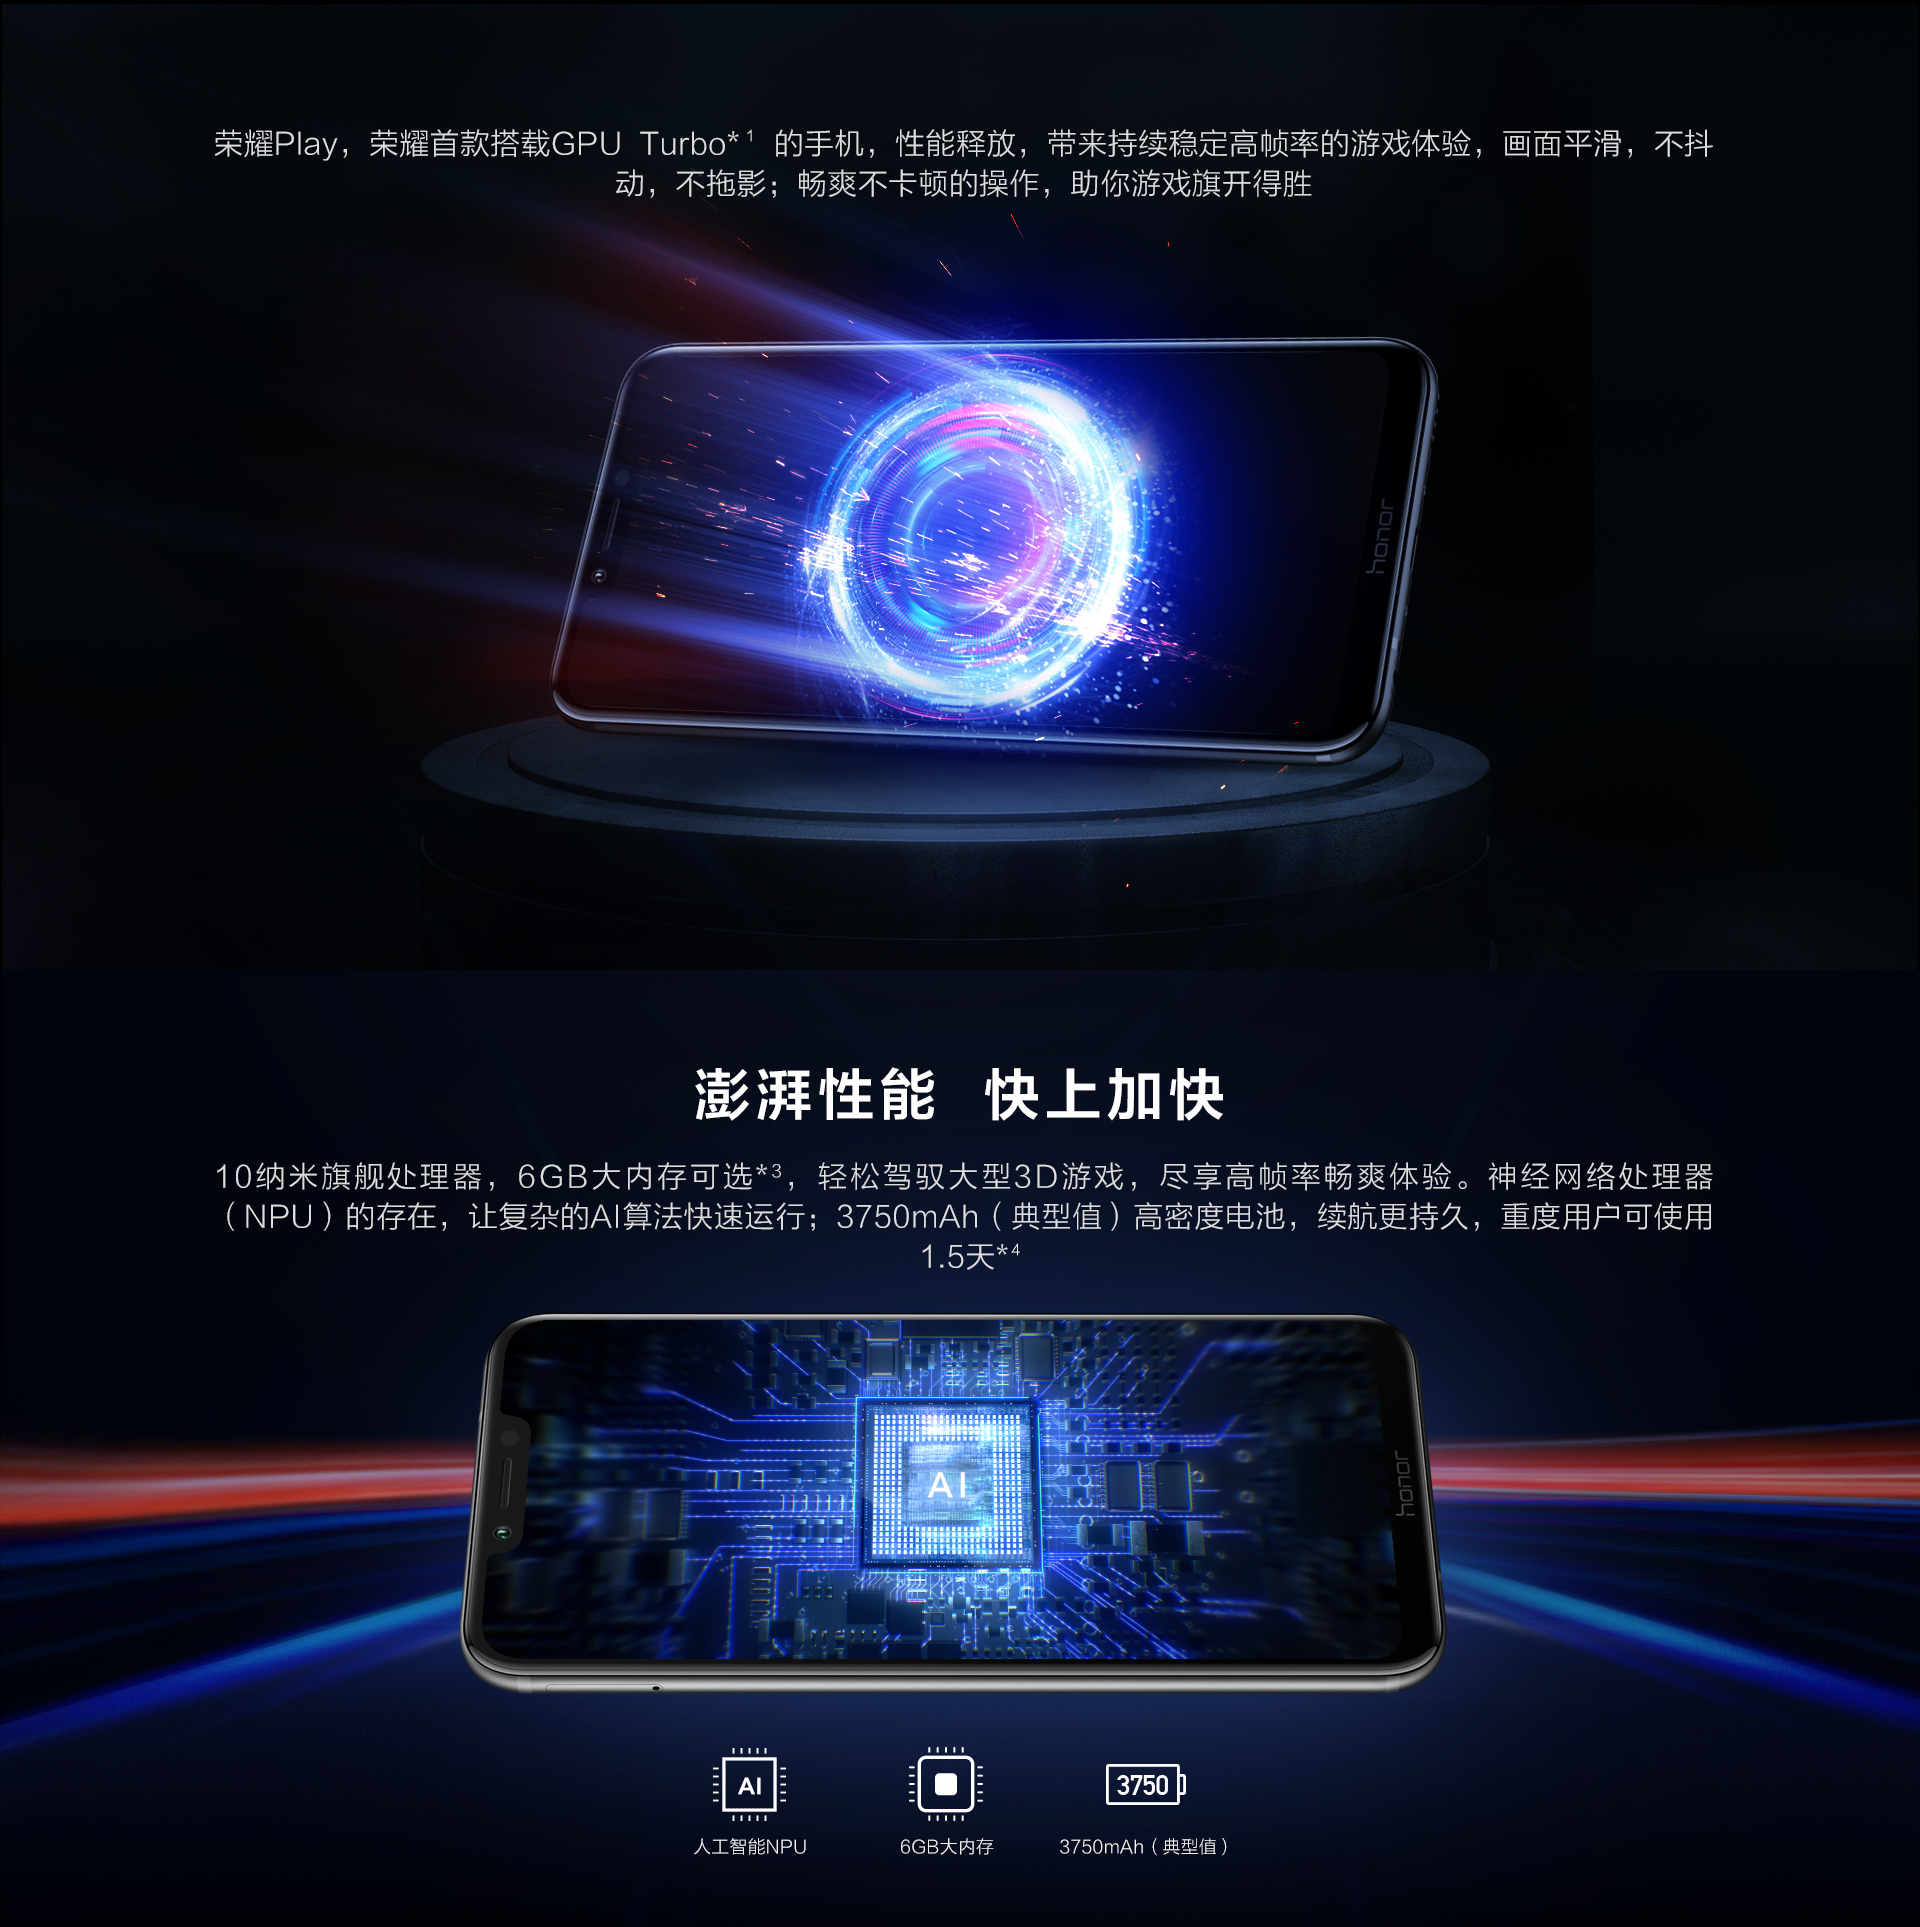 荣耀Play，荣耀首款搭载GPU Turbo*1 的手机，性能释放，带来持续稳定高帧率的游戏体验，画面平滑，不抖
动，不拖影；畅爽不卡顿的操作，助你游戏旗开得胜
honor
澎湃性能 快上加快
10纳米旗舰处理器，6GB大内存可选*3，轻松驾驭大型3D游戏，尽享高帧率畅爽体验。神经网络处理器
（NPU）的存在，让复杂的AI算法快速运行；3750mAh（典型值）高密度电池，续航更持久，重度用户可使用
1.5天*4
AI
honor
AI
3750
人工智能NPU
6GB大内存
3750mAh（典型值）